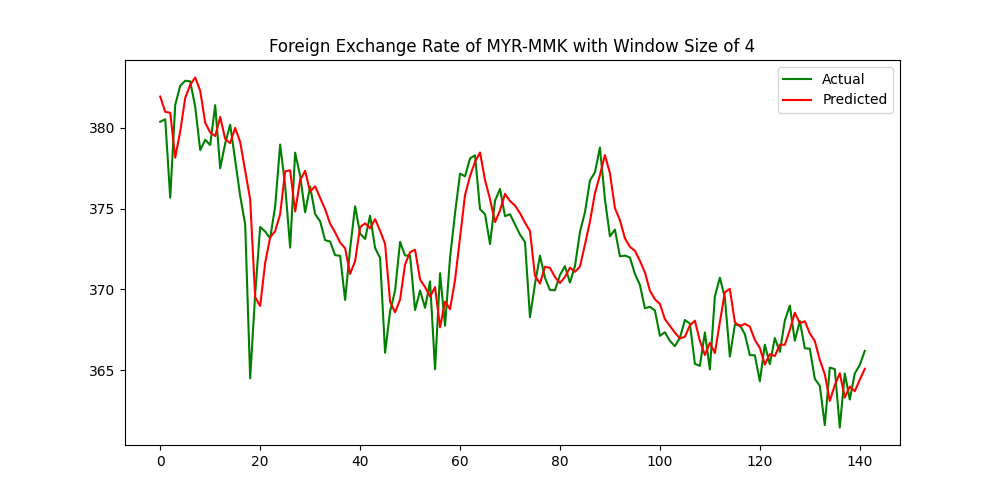 Foreign Exchange Rate of MYR-MMK with Window Size of 4
Actual
Predicted
380
375
370
365
0 20 40 60 80 100 120 140